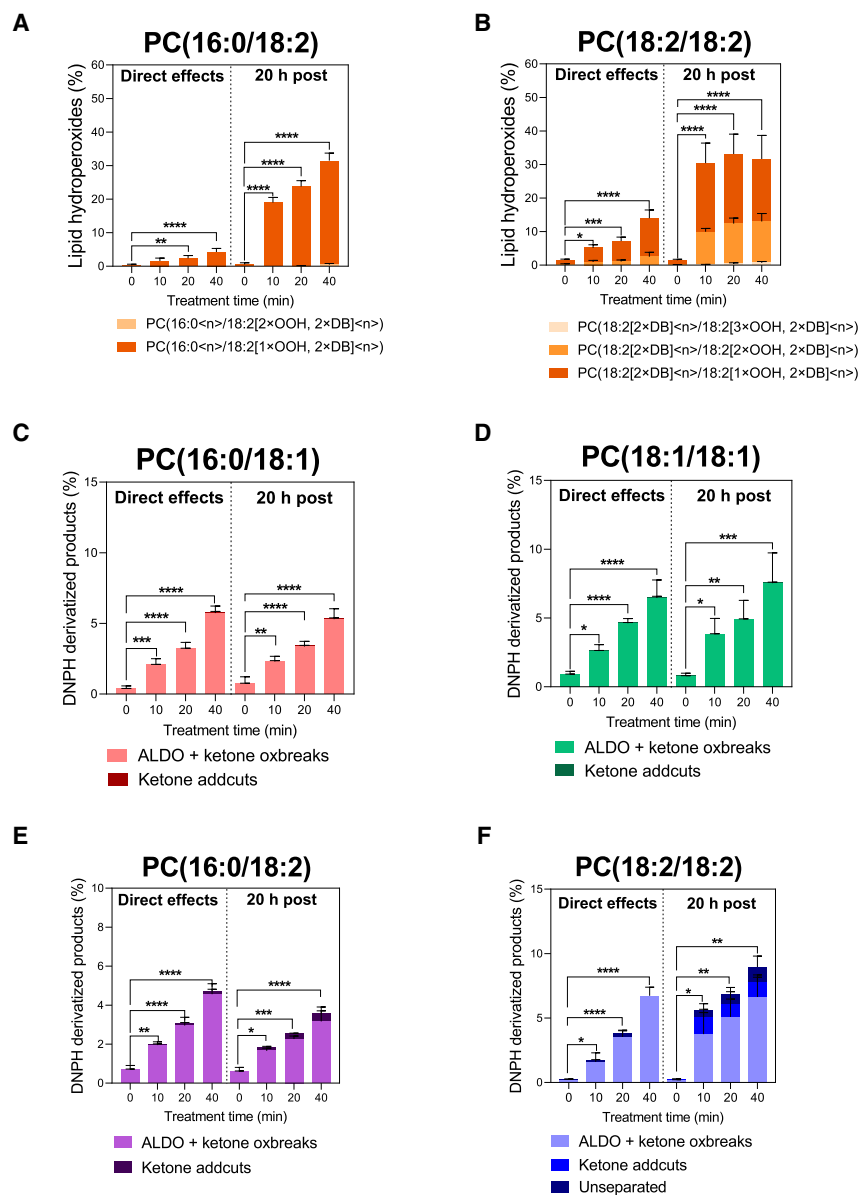 A
PC(16:0/18:2)
Lipid hydroperoxides (%)
60
50
40
30
20
10
0
Direct effects
20 h post
****
**
****
****
****
0 10 20 40 0 10 20 40
Treatment time (min)
PC(16:0<n>/18:2[2×OOH, 2×DB]<n>)
PC(16:0<n>/18:2[1×OOH, 2×DB]<n>)
B
PC(18:2/18:2)
Lipid hydroperoxides (%)
60
50
40
30
20
10
0
Direct effects
20 h post
****
***
*
****
****
****
0 10 20 40 0 10 20 40
Treatment time (min)
PC(18:2[2×DB]<n>/18:2[3×OOH, 2×DB]<n>)
PC(18:2[2×DB]<n>/18:2[2×OOH, 2×DB]<n>)
PC(18:2[2×DB]<n>/18:2[1×OOH, 2×DB]<n>)
C
PC(16:0/18:1)
DNPH derivatized products (%)
15
10
5
0
Direct effects
20 h post
****
****
***
****
****
**
0 10 20 40 0 10 20 40
Treatment time (min)
ALDO + ketone oxbreaks
Ketone addcuts
D
PC(18:1/18:1)
DNPH derivatized products (%)
15
10
5
0
Direct effects
20 h post
****
****
*
***
**
*
0 10 20 40 0 10 20 40
Treatment time (min)
ALDO + ketone oxbreaks
Ketone addcuts
E
PC(16:0/18:2)
DNPH derivatized products (%)
10
8
6
4
2
0
Direct effects
20 h post
****
****
**
****
***
*
0 10 20 40 0 10 20 40
Treatment time (min)
ALDO + ketone oxbreaks
Ketone addcuts
F
PC(18:2/18:2)
DNPH derivatized products (%)
15
10
5
0
Direct effects
20 h post
****
****
*
**
**
*
0 10 20 40 0 10 20 40
Treatment time (min)
ALDO + ketone oxbreaks
Ketone addcuts
Unseparated